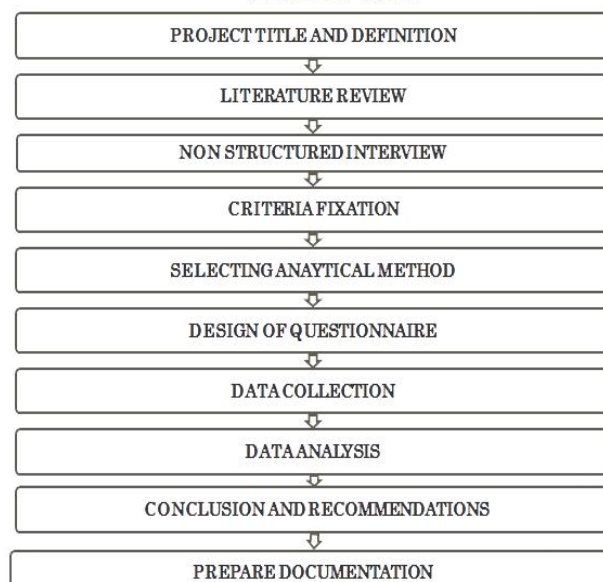 PROJECT TITLE AND DEFINITION
LITERATURE REVIEW
NON STRUCTURED INTERVIEW
CRITERIA FIXATION
SELECTING ANAYTICAL METHOD
DESIGN OF QUESTIONNAIRE
DATA COLLECTION
DATA ANALYSIS
CONCLUSION AND RECOMMENDATIONS
PREPARE DOCUMENTATION